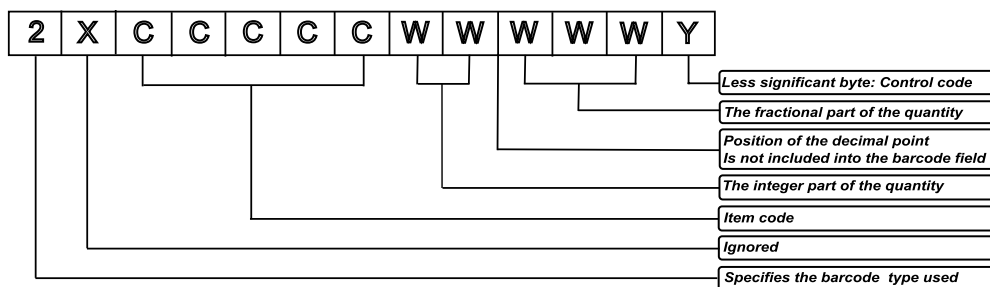 2 X C C C C C W W W W W Y
Less significant byte: Control code
The fractional part of the quantity
Position of the decimal point
Is not included into the barcode field
The integer part of the quantity
Item code
Ignored
Specifies the barcode type used